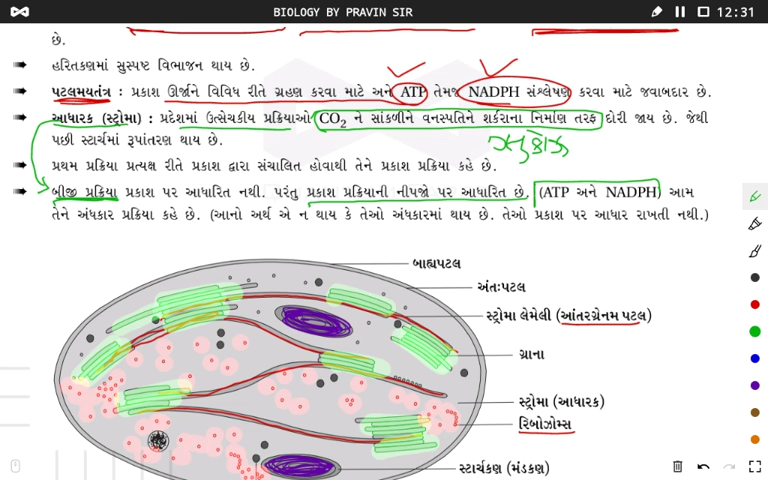 BIOLOGY BY PRAVIN SIR
12:31
છે.
હરિતકણમાં સુસ્પષ્ટ વિભાજન થાય છે.
પટલમયતંત્ર : પ્રકાશ ઊર્જાને વિવિધ રીતે ગ્રહણ કરવા માટે અને ATP તેમજ NADPH સંશ્લેષણ કરવા માટે જવાબદાર છે.
આધારક (સ્ટ્રોમા) : પ્રદેશમાં ઉત્સેચકીય પ્રક્રિયાઓ CO2 ને સાંકળીને વનસ્પતિને શર્કરાના નિર્માણ તરફ દોરી જાય છે. જેથી
પછી સ્ટાર્ચમાં રૂપાંતરણ થાય છે.
પ્રથમ પ્રક્રિયા પ્રત્યક્ષ રીતે પ્રકાશ દ્વારા સંચાલિત હોવાથી તેને પ્રકાશ પ્રક્રિયા કહે છે.
બીજી પ્રક્રિયા પ્રકાશ પર આધારિત નથી. પરંતુ પ્રકાશ પ્રક્રિયાની નીપજો પર આધારિત છે. (ATP અને NADPH) આમ
તેને અંધકાર પ્રક્રિયા કહે છે. (આનો અર્થ એ ન થાય કે તેઓ અંધકારમાં થાય છે. તેઓ પ્રકાશ પર આધાર રાખતી નથી.)
બાહ્યપટલ
અંતઃપટલ
સ્ટ્રોમા લેમેલી (આંતરગ્રેનમ પટલ)
ગ્રાના
સ્ટ્રોમા (આધારક)
રિબોઝોમ્સ
સ્ટાર્ચકણ (મંડકણ)